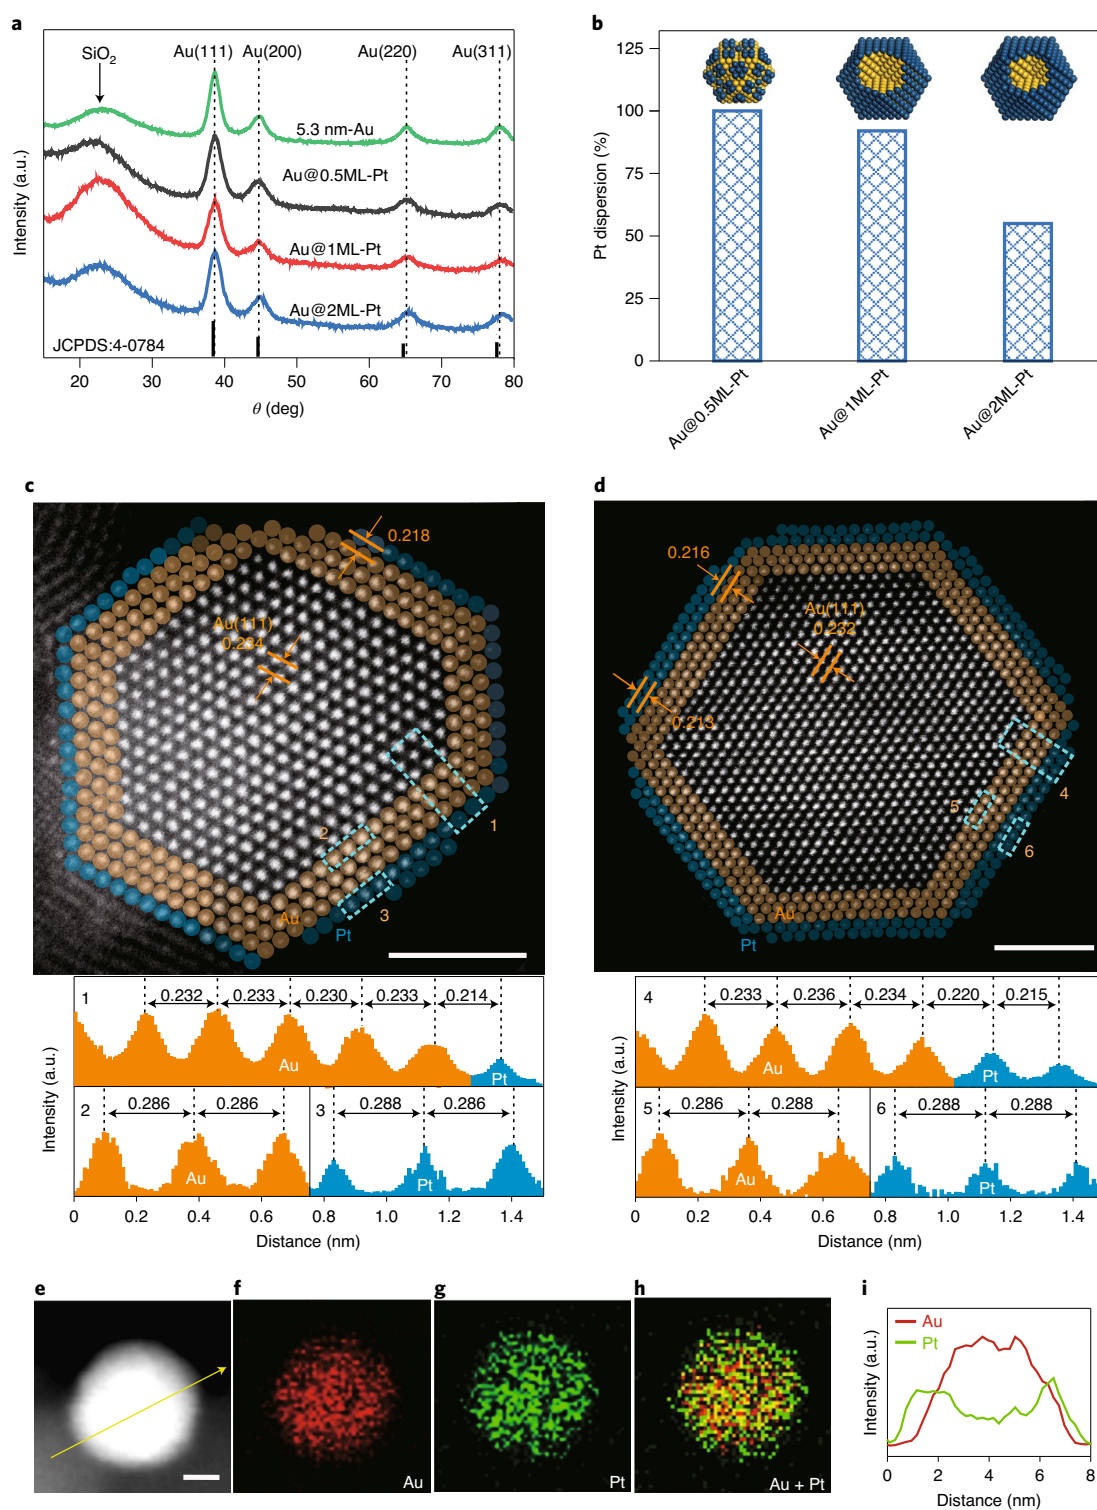 a
SiO2
Au(111)
Au(200)
Au(220)
Au(311)
5.3 nm-Au
Au@0.5ML-Pt
Au@1ML-Pt
Au@2ML-Pt
JCPDS:4-0784
Intensity (a.u.)
20 30 40 50 60 70 80
θ (deg)
b
125
100
75
50
25
0
Pt dispersion (%)
Au@0.5ML-Pt
Au@1ML-Pt
Au@2ML-Pt
c
0.218
Au(111)
0.234
1
2
3
Au
Pt
1
0.232 0.233 0.230 0.233 0.214
Au
Pt
2
0.286 0.286
Au
3
0.288 0.286
Pt
Intensity (a.u.)
0 0.2 0.4 0.6 0.8 1.0 1.2 1.4
Distance (nm)
d
0.216
Au(111)
0.232
0.213
4
5
6
Au
Pt
4
0.233 0.236 0.234 0.220 0.215
Au
Pt
5
0.286 0.288
Au
6
0.288 0.288
Pt
Intensity (a.u.)
0 0.2 0.4 0.6 0.8 1.0 1.2 1.4
Distance (nm)
e
f
Au
g
Pt
h
Au + Pt
i
Au
Pt
Intensity (a.u.)
0 2 4 6 8
Distance (nm)